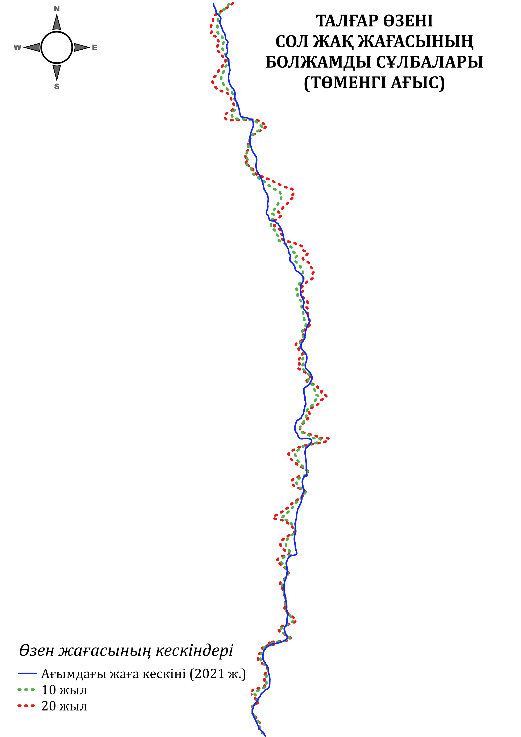 N
W E
S
ТАЛҒАР ӨЗЕНІ
СОЛ ЖАҚ ЖАҒАСЫНЫҢ
БОЛЖАМДЫ СҰЛБАЛАРЫ
(ТӨМЕНГІ АҒЫС)
Өзен жағасының кескіндері
Ағымдағы жаға кескіні (2021 ж.)
10 жыл
20 жыл